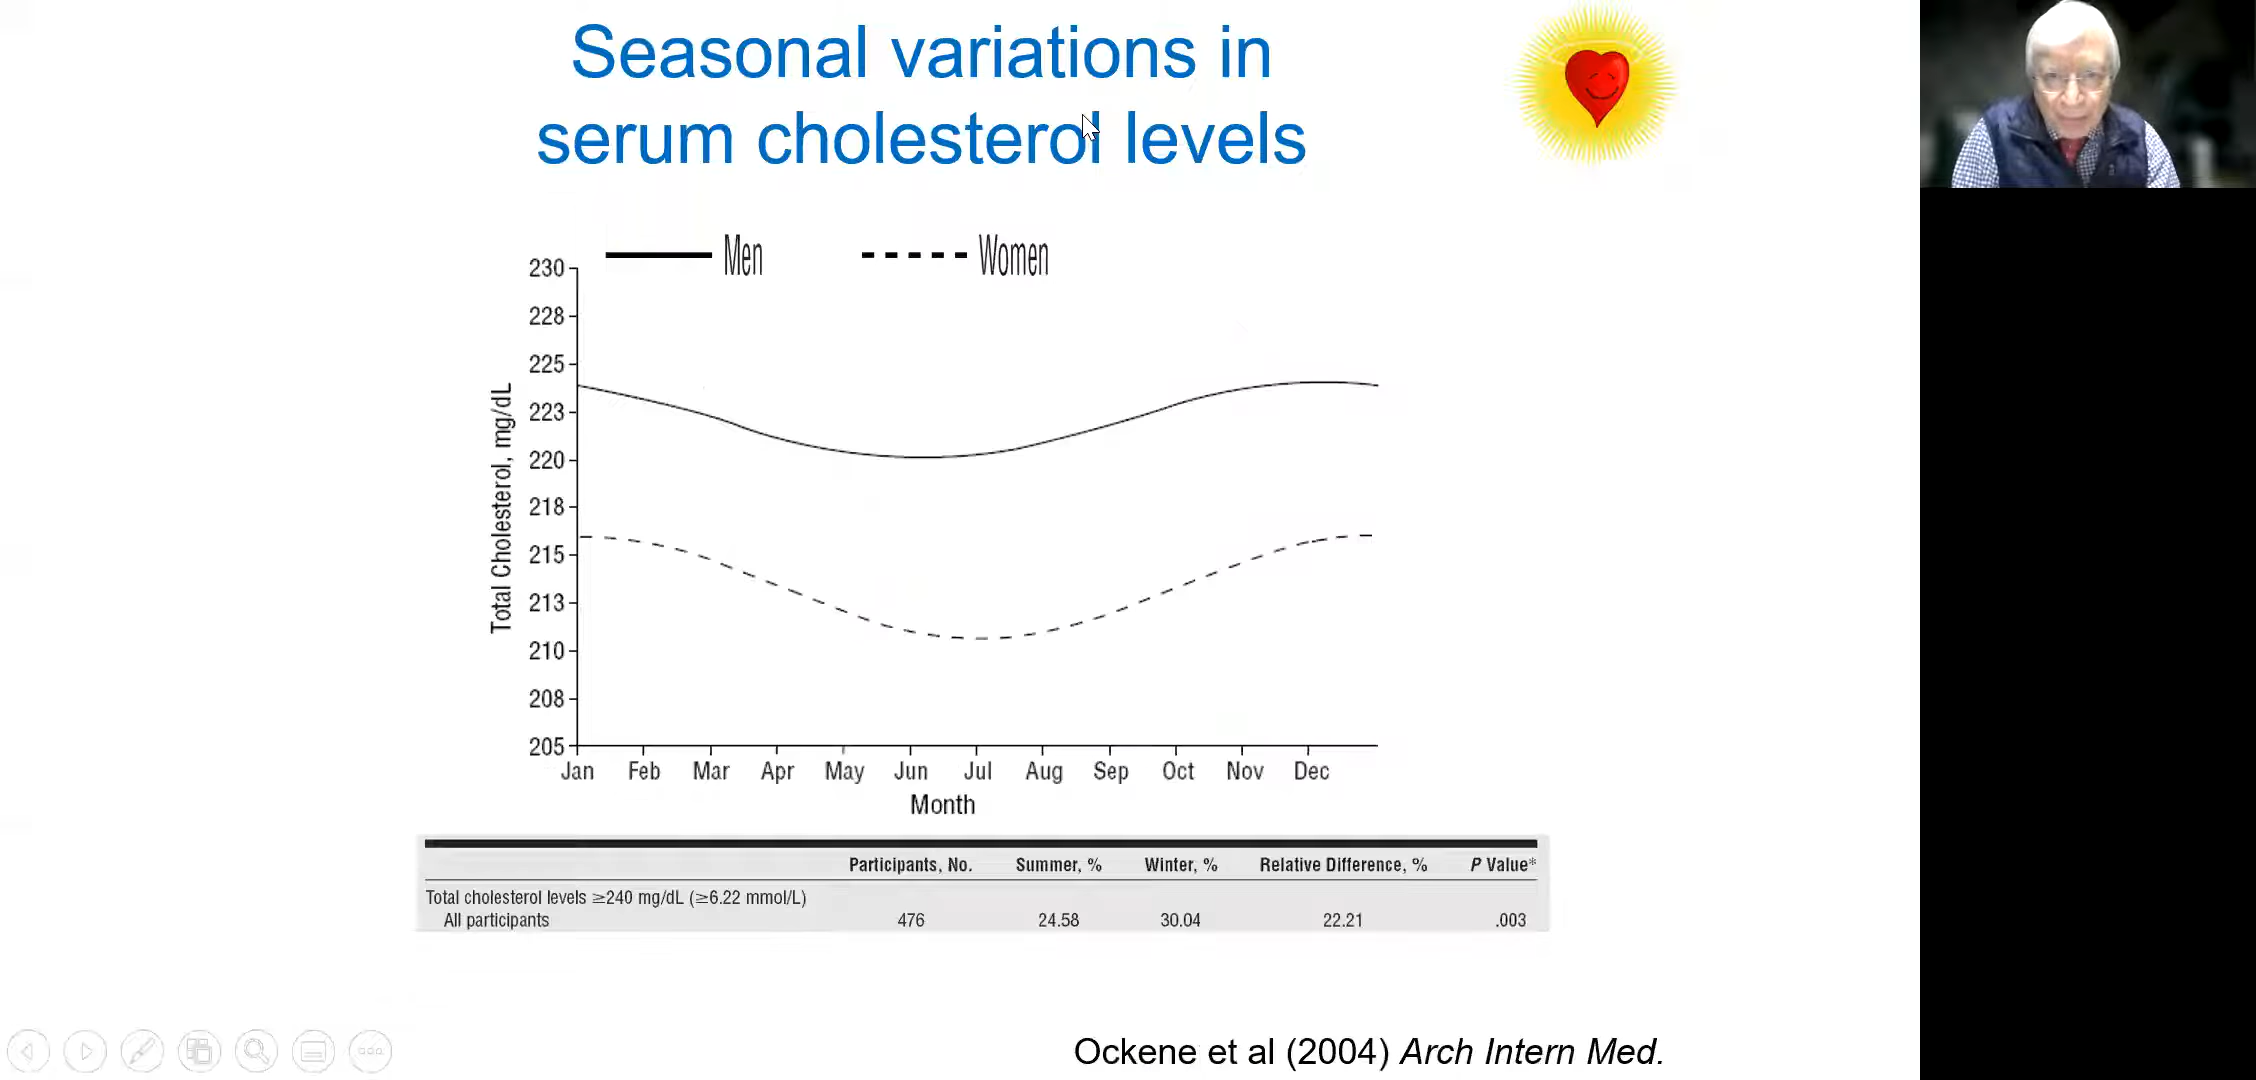 Seasonal variations in
serum cholesterol levels
Men
Women
230
228
225
223
220
218
215
213
210
208
205
Total Cholesterol, mg/dL
Jan Feb Mar Apr May Jun Jul Aug Sep Oct Nov Dec
Month
Participants, No. Summer, % Winter, % Relative Difference, % P Value*
Total cholesterol levels ≥240 mg/dL (≥6.22 mmol/L)
All participants 476 24.58 30.04 22.21 .003
Ockene et al (2004) Arch Intern Med.